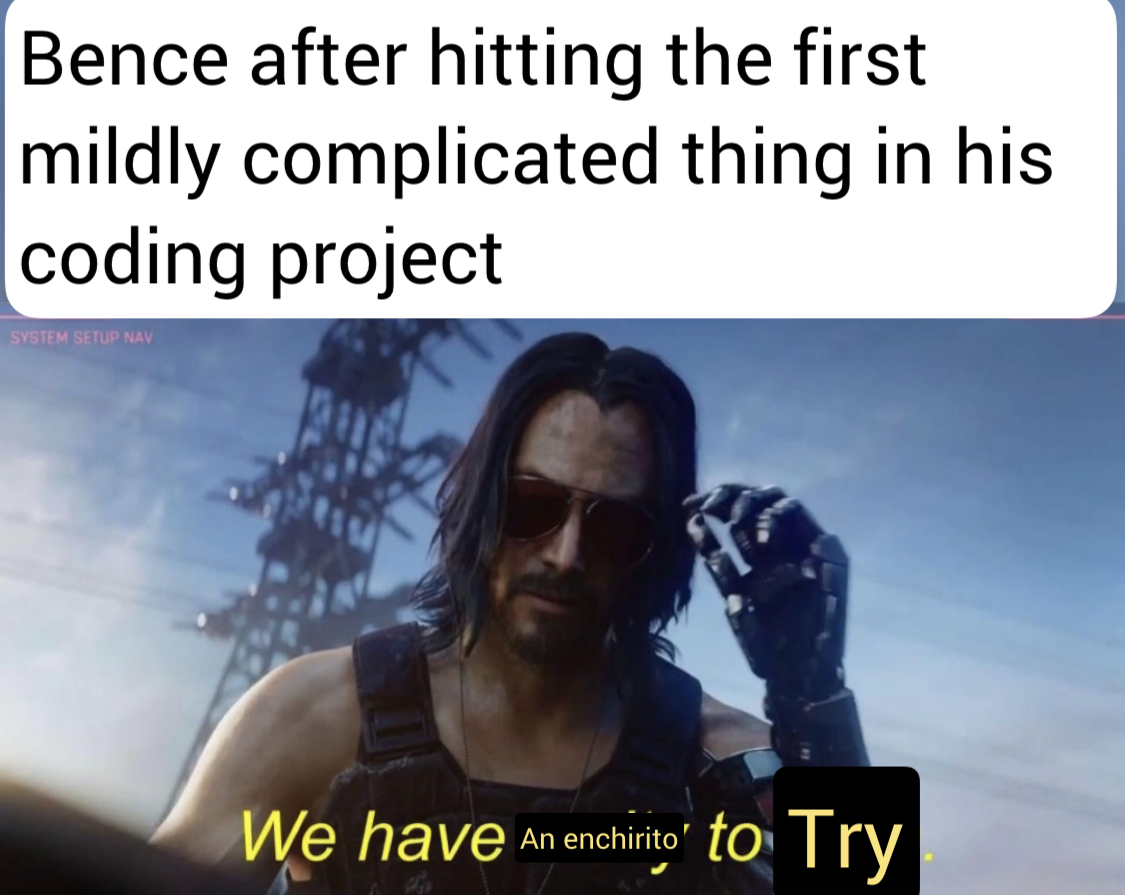 Bence after hitting the first
mildly complicated thing in his
coding project
SYSTEM SETUP NAV
We have An enchirito to Try.